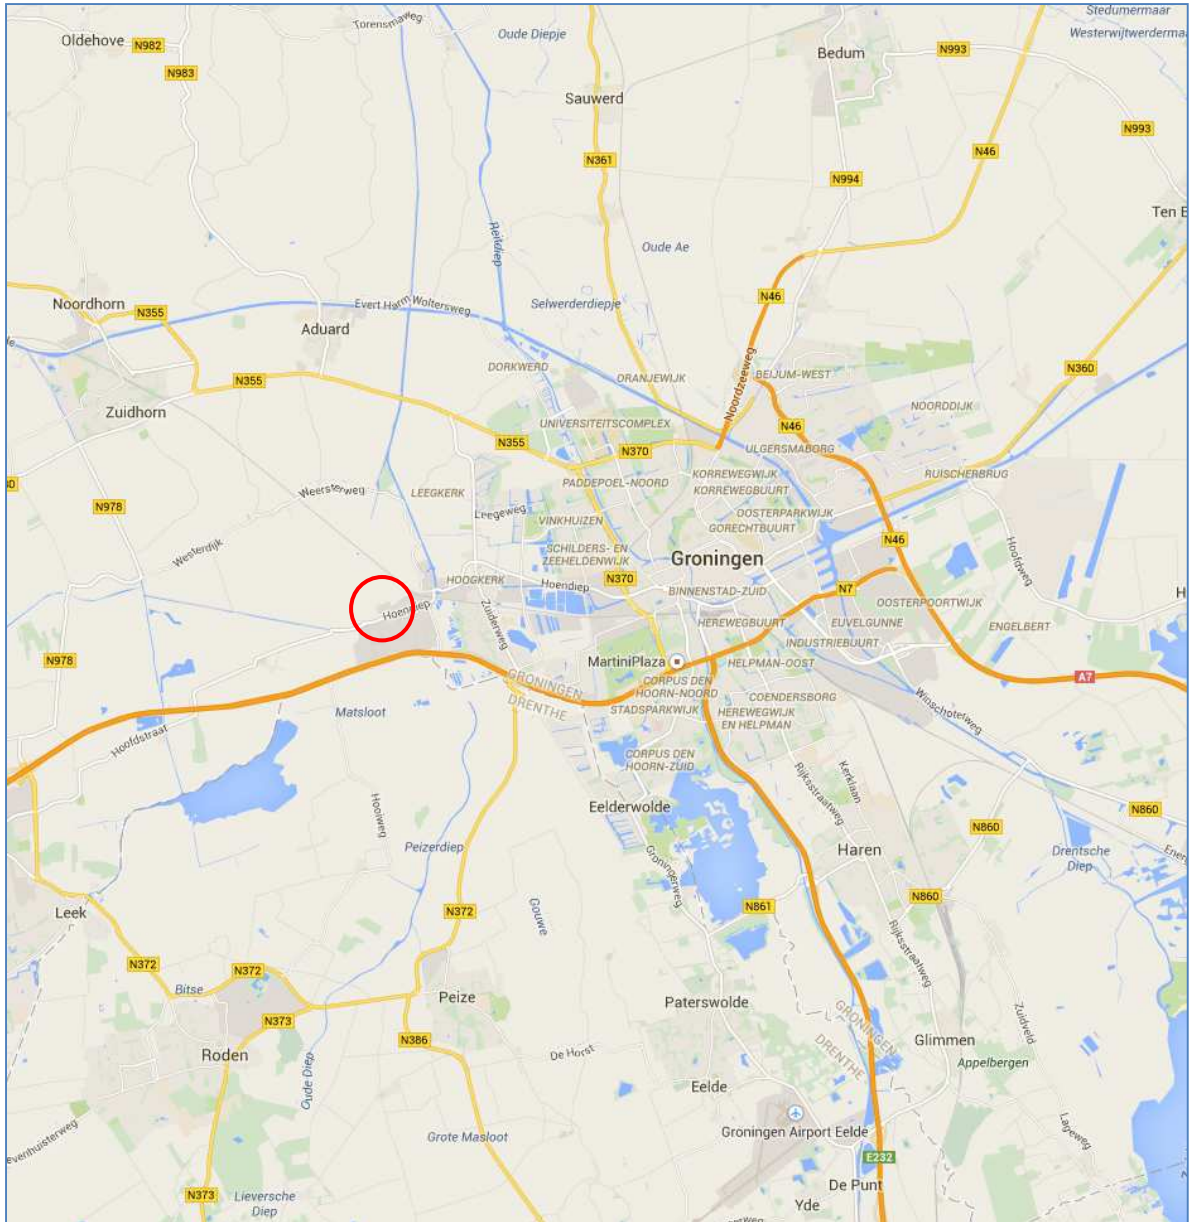 Torensmaweg
Stedumermaar
Oude Diepje
Westerwijtwerdermaa
Oldehove
N982
Bedum
N993
N983
Sauwerd
N993
N46
N361
N994
Ten E
Reitdiep
Oude Ae
Noordhorn
N355
Evert Harm Woltersweg
Selwerderdiepje
N46
Aduard
DORKWERD
ORANJEWIJK
Noordzeeweg
BEIJUM-WEST
N360
N355
Zuidhorn
NOORDDIJK
UNIVERSITEITSCOMPLEX
N46
N355
N370
ULGERSMABORG
KORREWEGWIJK
RUISCHERBRUG
PADDEPOEL-NOORD
KORREWEGBUURT
Weersterweg
LEEGKERK
N978
Leegeweg
OOSTERPARKWIJK
VINKHUIZEN
GORECHTBUURT
Westerdijk
SCHILDERS- EN
ZEEHELDENWIJK
Groningen
N46
Hoofdweg
HOOGKERK
Hoendiep
N370
BINNENSTAD-ZUID
N7
Hoendiep
Zuiderweg
OOSTERPOORTWIJK
HEREWEGBUURT
EUVELGUNNE
ENGELBERT
INDUSTRIEBUURT
N978
MartiniPlaza
HELPMAN-OOST
GRONINGEN
DRENTHE
CORPUS DEN
HOORN-NOORD
A7
STADSPARKWIJK
COENDERSBORG
HEREWEGWIJK
EN HELPMAN
Winschoterweg
Matsloot
Hoofdstraat
CORPUS DEN
HOORN-ZUID
Kerklaan
Rijksstraatweg
Eelderwolde
Hooiweg
N860
N860
Peizerdiep
Haren
Drentsche
Diep
Groningerweg
Leek
N372
Gouwe
N861
N860
Rijksstraatweg
N372
N372
Bitse
Peize
Paterswolde
N373
GRONINGEN
DRENTHE
Zuidveld
N386
De Horst
Glimmen
Roden
Oude Diep
Appelbergen
Eelde
Lageweg
Groningen Airport Eelde
Grote Masloot
E232
De Punt
N373
Lieversche
Diep
Yde